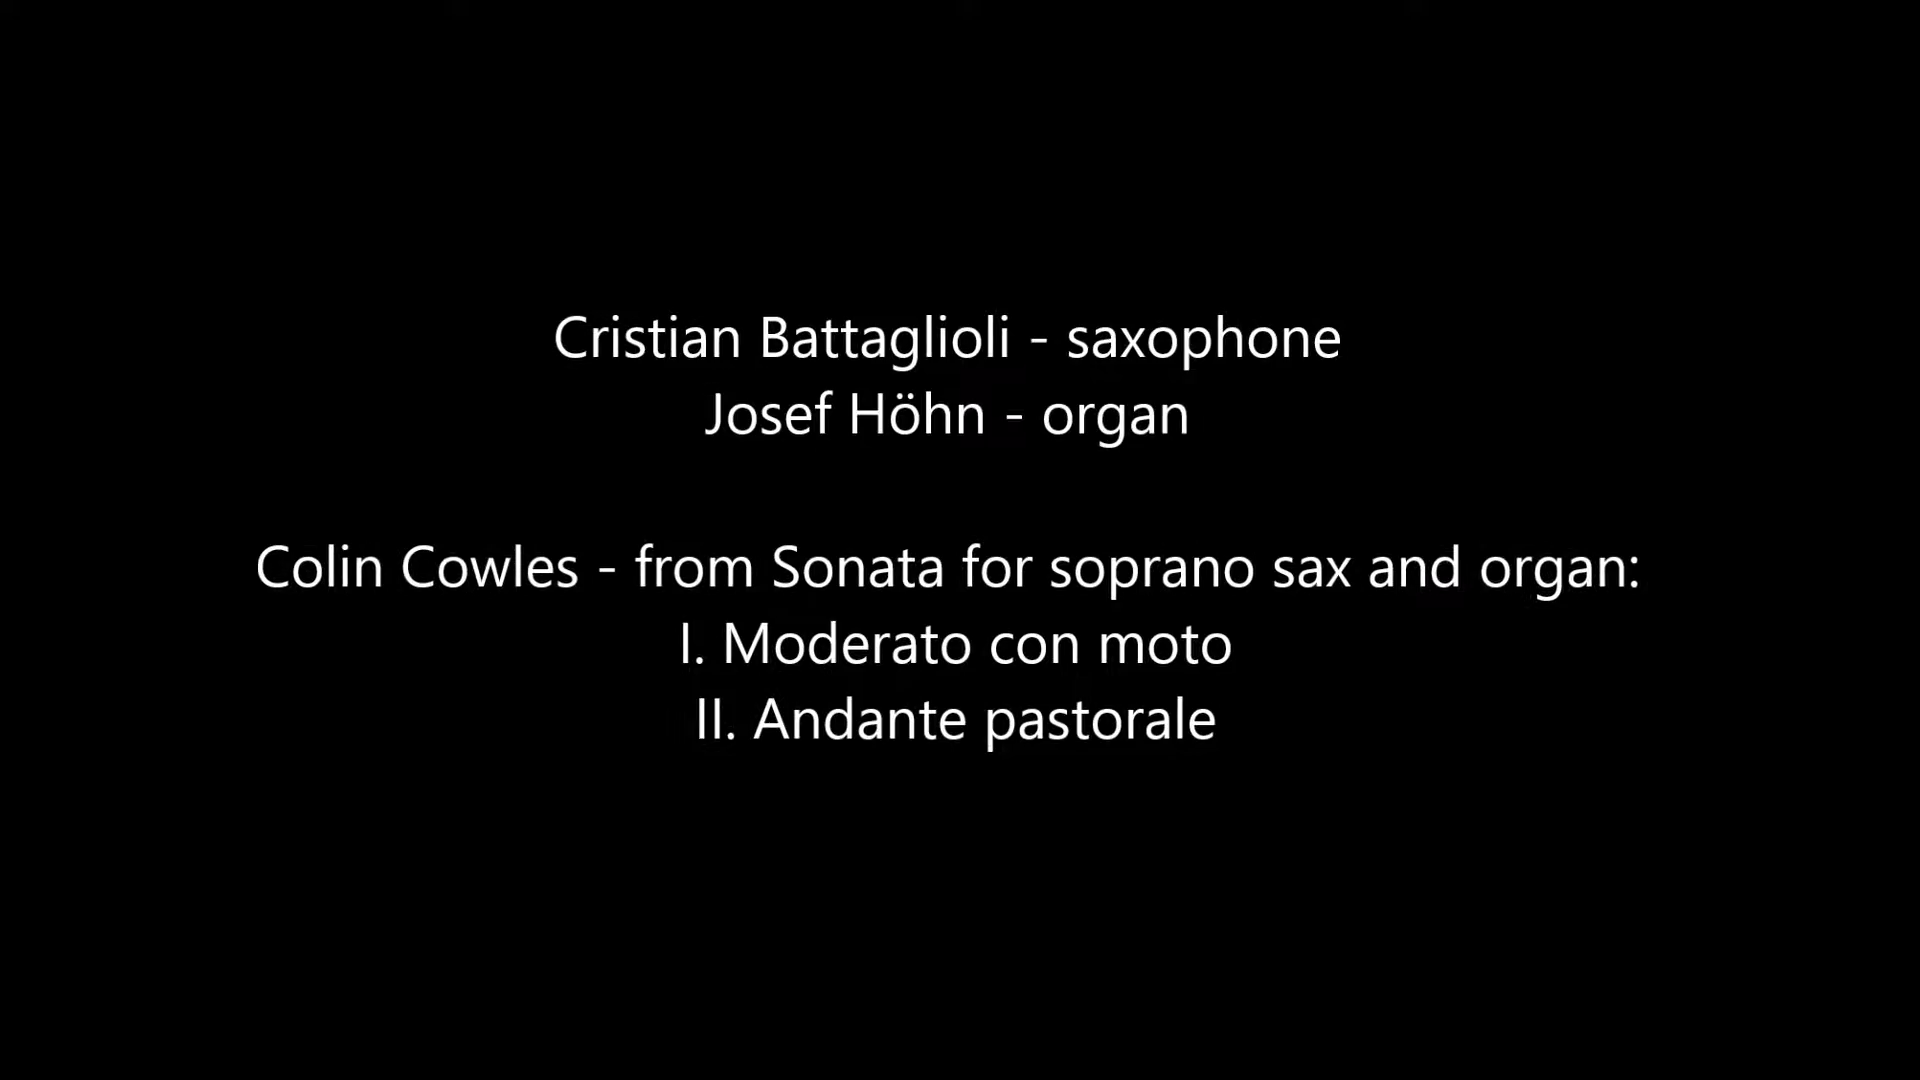 Cristian Battaglioli - saxophone
Josef Höhn - organ
Colin Cowles - from Sonata for soprano sax and organ:
I. Moderato con moto
II. Andante pastorale